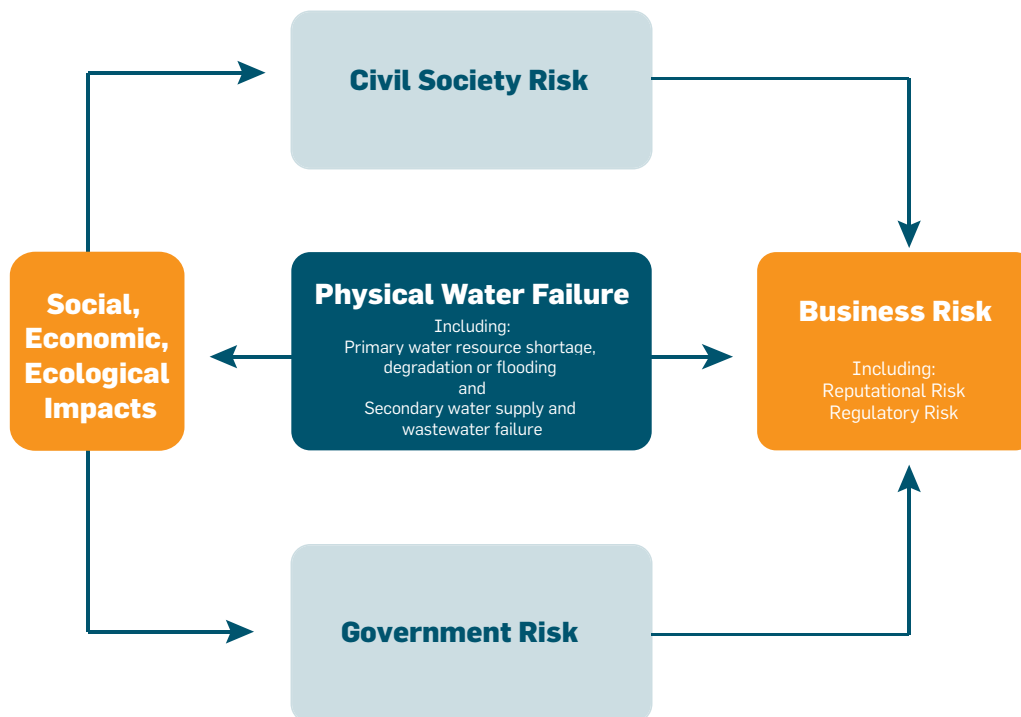 Civil Society Risk
Social,
Economic,
Ecological
Impacts
Physical Water Failure
Including:
Primary water resource shortage,
degradation or flooding
and
Secondary water supply and
wastewater failure
Business Risk
Including:
Reputational Risk
Regulatory Risk
Government Risk